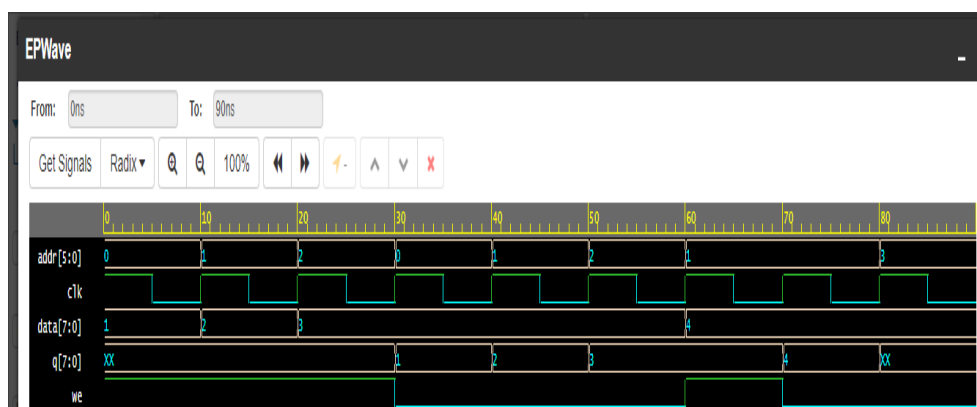 EPWave
From: 0ns To: 90ns
Get Signals Radix▾ 100%
0 10 20 30 40 50 60 70 80
addr[5:0] 0 1 2 0 1 2 1 3
clk
data[7:0] 1 2 3 4
q[7:0] XX 1 2 3 4 XX
we